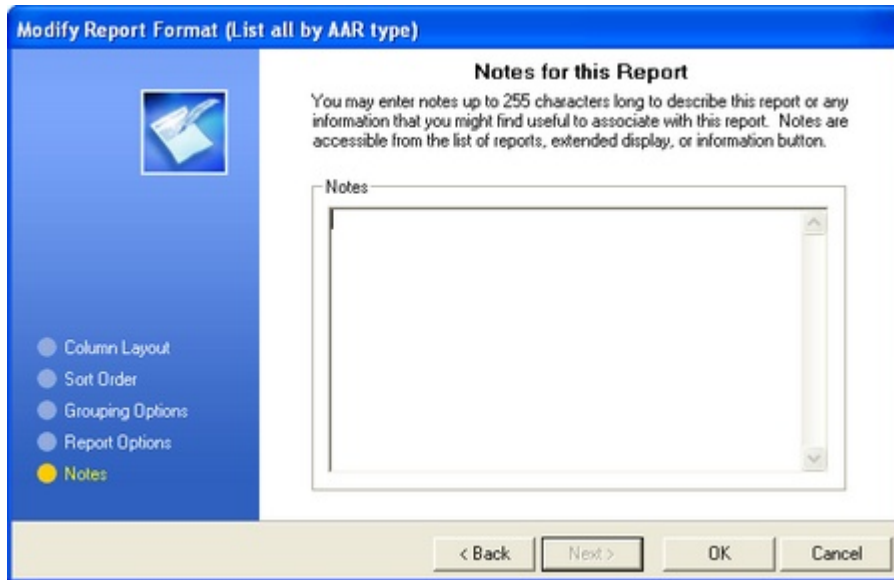 Modify Report Format (List all by AAR type)
Notes for this Report
You may enter notes up to 255 characters long to describe this report or any
information that you might find useful to associate with this report. Notes are
accessible from the list of reports, extended display, or information button.
Notes
Column Layout
Sort Order
Grouping Options
Report Options
Notes
< Back
Next >
OK
Cancel